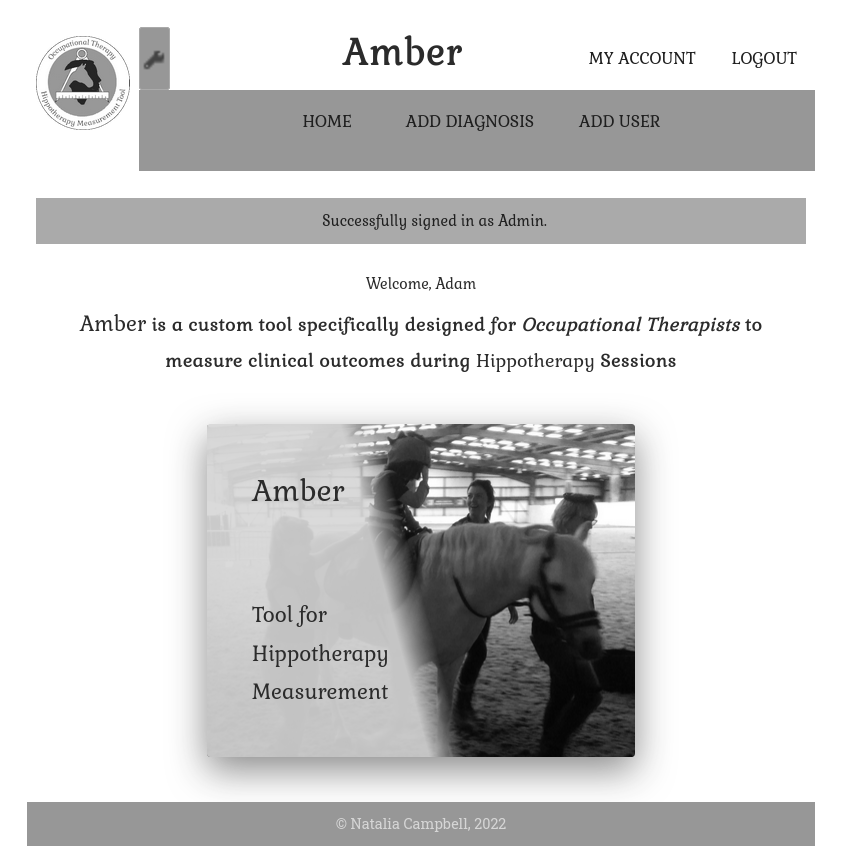 Occupational Therapy
Hippotherapy Measurement Tool
Amber
MY ACCOUNT LOGOUT
HOME ADD DIAGNOSIS ADD USER
Successfully signed in as Admin.
Welcome, Adam
Amber is a custom tool specifically designed for Occupational Therapists to
measure clinical outcomes during Hippotherapy Sessions
Amber
Tool for
Hippotherapy
Measurement
© Natalia Campbell, 2022